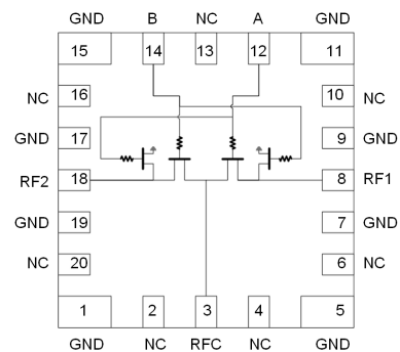 GND B NC A GND
15 14 13 12 11
NC 16 10 NC
GND 17 9 GND
RF2 18 8 RF1
GND 19 7 GND
NC 20 6 NC
1 2 3 4 5
GND NC RFC NC GND